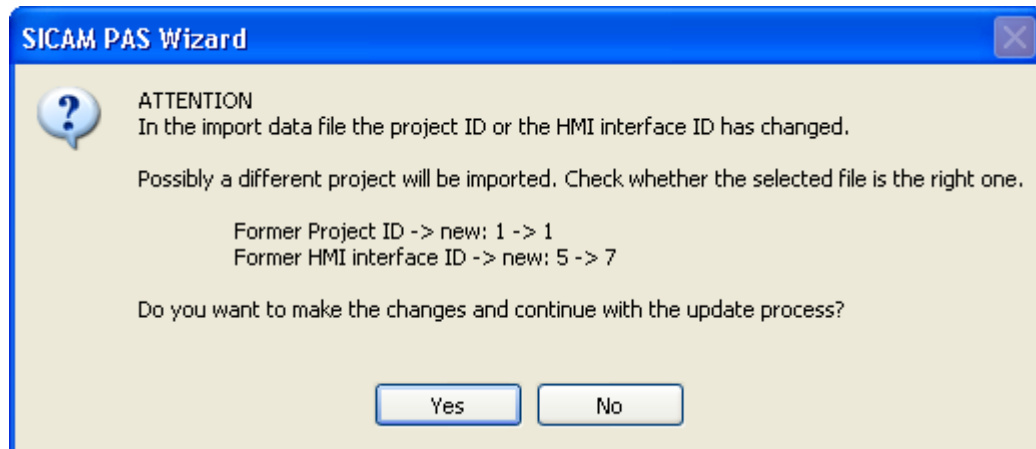 SICAM PAS Wizard
ATTENTION
In the import data file the project ID or the HMI interface ID has changed.
Possibly a different project will be imported. Check whether the selected file is the right one.
Former Project ID -> new: 1 -> 1
Former HMI interface ID -> new: 5 -> 7
Do you want to make the changes and continue with the update process?
Yes
No